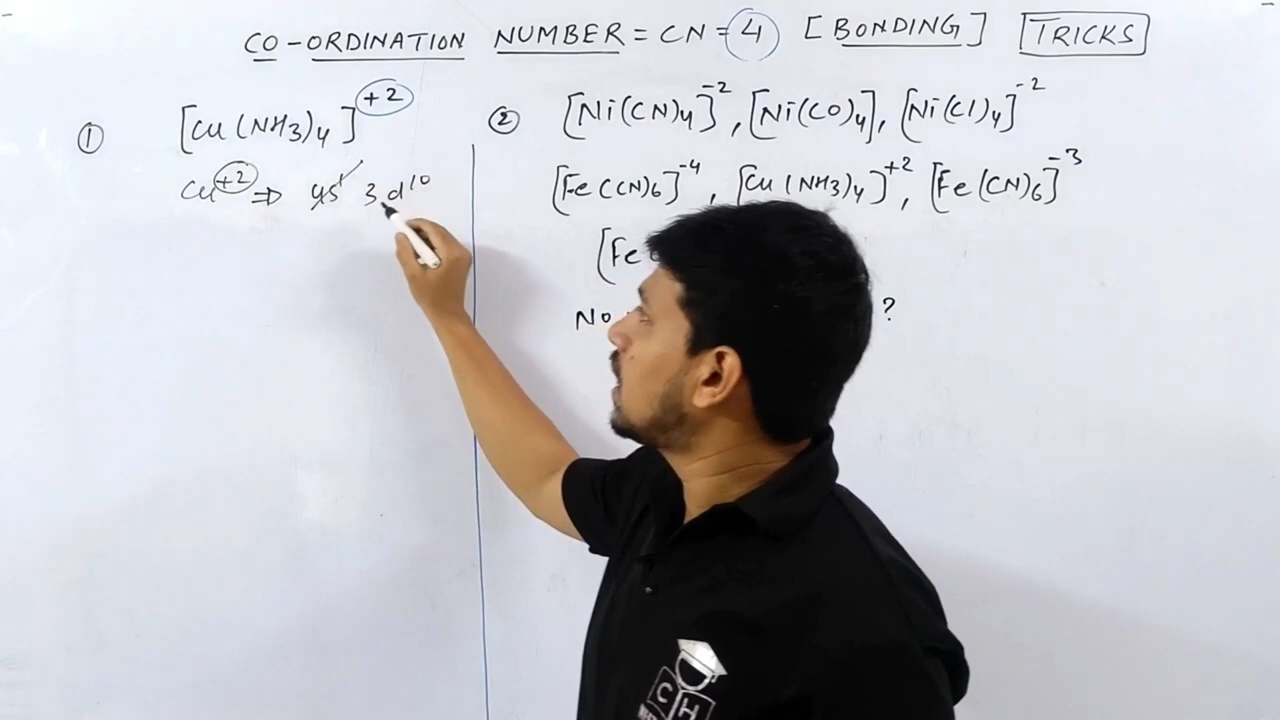 CO-ORDINATION NUMBER = CN = 4 [BONDING] [TRICKS]
① [Cu(NH3)4]+2
Cu+2 ⇒ 4s1 3d10
② [Ni(CN)4]-2, [Ni(CO)4], [Ni(Cl)4]-2
[Fe(CN)6]-4, [Cu(NH3)4]+2, [Fe(CN)6]-3
[Fe
No ?
C H